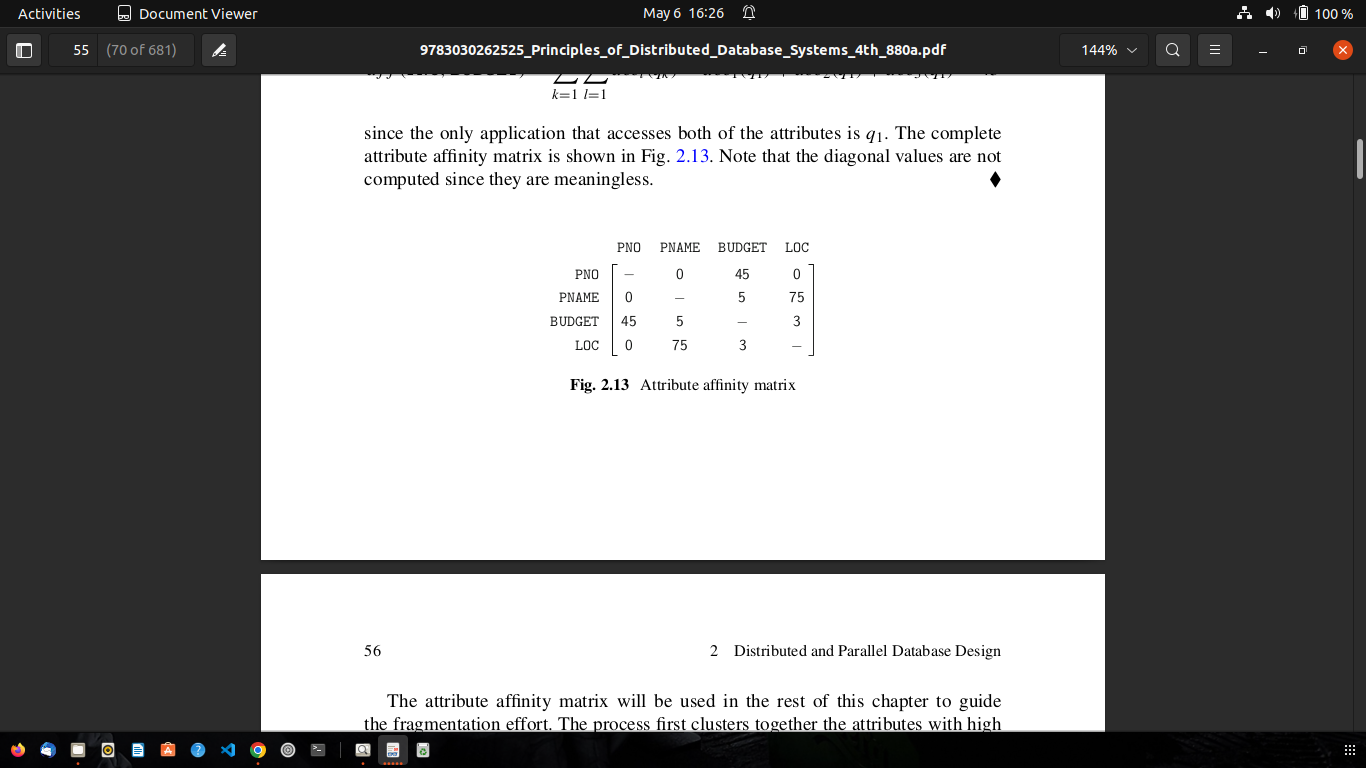 Activities Document Viewer May 6 16:26 100 %
55 (70 of 681) 9783030262525_Principles_of_Distributed_Database_Systems_4th_880a.pdf 144%
k=1 l=1
since the only application that accesses both of the attributes is q1. The complete
attribute affinity matrix is shown in Fig. 2.13. Note that the diagonal values are not
computed since they are meaningless. ♦
PNO PNAME BUDGET LOC
PNO – 0 45 0
PNAME 0 – 5 75
BUDGET 45 5 – 3
LOC 0 75 3 –
Fig. 2.13 Attribute affinity matrix
56 2 Distributed and Parallel Database Design
The attribute affinity matrix will be used in the rest of this chapter to guide
the fragmentation effort. The process first clusters together the attributes with high